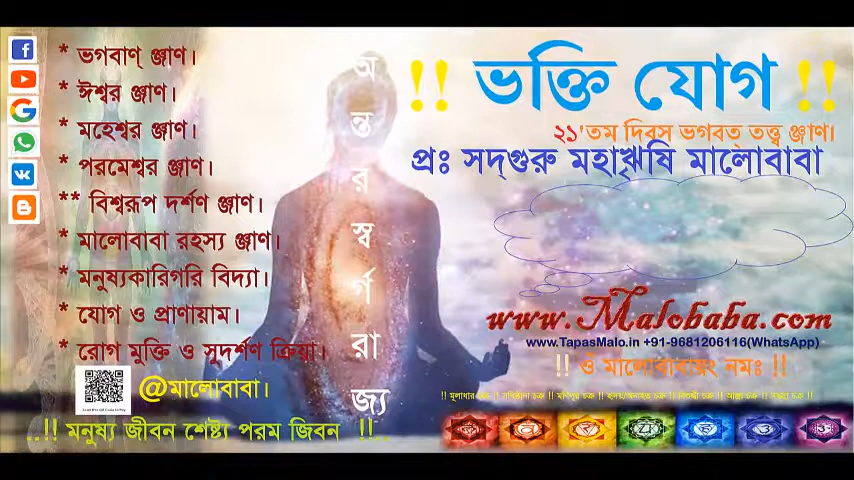 * ভগবাণ্ ঞ্জাণ।
* ঈশ্বর ঞ্জাণ।
* মহেশ্বর ঞ্জাণ।
* পরমেশ্বর ঞ্জাণ।
** বিশ্বরূপ দর্শণ ঞ্জাণ।
* মালোবাবা রহস্য ঞ্জাণ।
* মনুষ্যকারিগরি বিদ্যা।
* যোগ ও প্রাণায়াম।
* রোগ মুক্তি ও সুদর্শণ ক্রিয়া।
@মালোবাবা।
..!! মনুষ্য জীবন শেষ্ট্য পরম জিবন !!..
অ
ন্ত
র
স্ব
র্গ
রা
জ্য
!! ভক্তি যোগ !!
২১'তম দিবস ভগবত্ তত্ত্ব ঞ্জাণ।
প্রঃ সদ্‌গুরু মহাঋষি মালোবাবা
www.Malobaba.com
www.TapasMalo.in +91-9681206116(WhatsApp)
!! ওঁ মালোবাবায়ৈ নমঃ !!